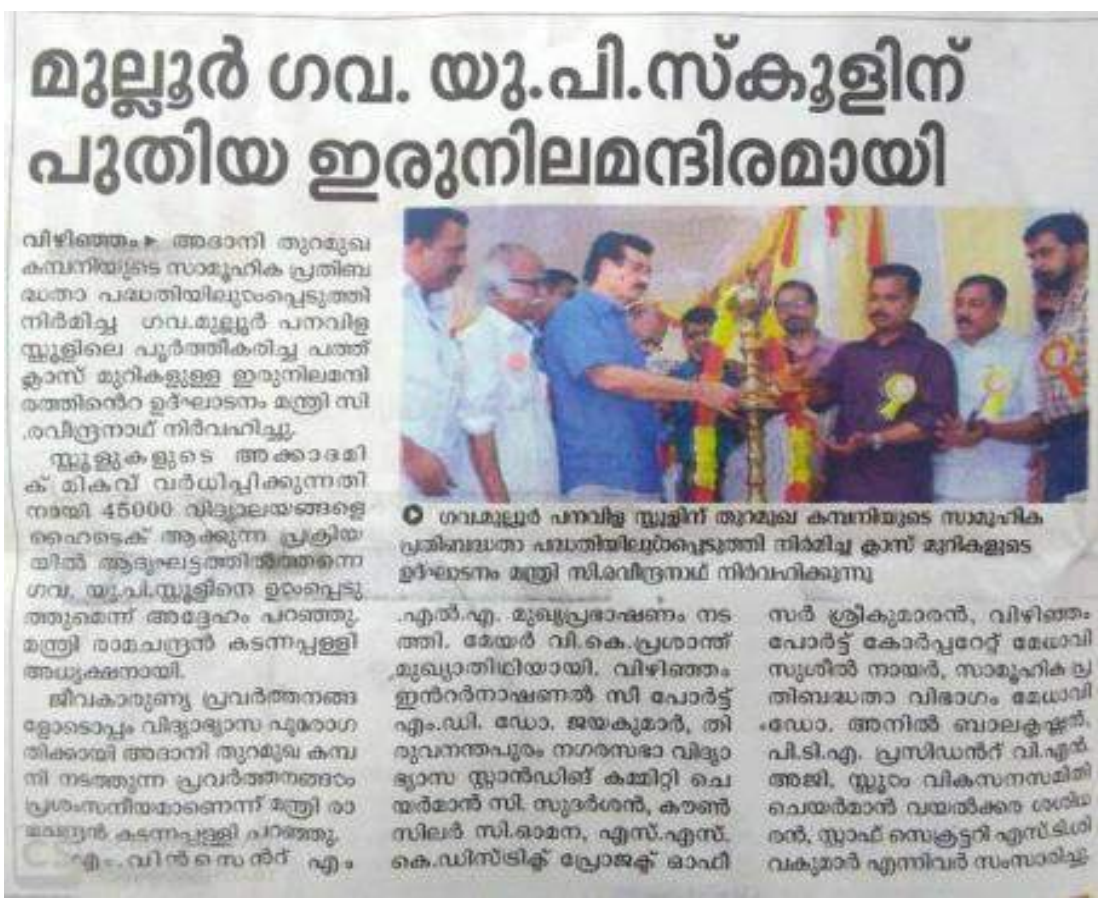 മുല്ലൂർ ഗവ. യു.പി.സ്കൂളിന്
പുതിയ ഇരുനിലമന്ദിരമായി
വിഴിഞ്ഞം▶ അദാനി തുറമുഖ
കമ്പനിയുടെ സാമൂഹിക പ്രതിബ
ദ്ധതാ പദ്ധതിയിലുൾപ്പെടുത്തി
നിർമിച്ച ഗവ.മുല്ലൂർ പനവിള
സ്കൂളിലെ പൂർത്തീകരിച്ച പത്ത്
ക്ലാസ് മുറികളുള്ള ഇരുനിലമന്ദി
രത്തിൻെറ ഉദ്ഘാടനം മന്ത്രി സി
.രവീന്ദ്രനാഥ് നിർവഹിച്ചു.
സ്കൂളുകളുടെ അക്കാദമി
ക് മികവ് വർധിപ്പിക്കുന്നതി
നായി 45000 വിദ്യാലയങ്ങളെ
ഹൈടെക് ആക്കുന്ന പ്രക്രിയ
യിൽ ആദ്യഘട്ടത്തിൽത്തന്നെ
ഗവ. യു.പി.സ്കൂളിനെ ഉൾപ്പെടു
ത്തുമെന്ന് അദ്ദേഹം പറഞ്ഞു.
മന്ത്രി രാമചന്ദ്രൻ കടന്നപ്പള്ളി
അധ്യക്ഷനായി.
ജീവകാരുണ്യ പ്രവർത്തനങ്ങ
ളോടൊപ്പം വിദ്യാഭ്യാസ പുരോഗ
തിക്കായി അദാനി തുറമുഖ കമ്പ
നി നടത്തുന്ന പ്രവർത്തനങ്ങൾ
പ്രശംസനീയമാണെന്ന് മന്ത്രി രാ
മചന്ദ്രൻ കടന്നപ്പള്ളി പറഞ്ഞു.
എം.വിൻസെൻറ് എം
ഗവ.മുല്ലൂർ പനവിള സ്കൂളിന് തുറമുഖ കമ്പനിയുടെ സാമൂഹിക
പ്രതിബദ്ധതാ പദ്ധതിയിലുൾപ്പെടുത്തി നിർമിച്ച ക്ലാസ് മുറികളുടെ
ഉദ്ഘാടനം മന്ത്രി സി.രവീന്ദ്രനാഥ് നിർവഹിക്കുന്നു
.എൽ.എ. മുഖ്യപ്രഭാഷണം നട
ത്തി. മേയർ വി.കെ.പ്രശാന്ത്
മുഖ്യാതിഥിയായി. വിഴിഞ്ഞം
ഇൻറർനാഷണൽ സീ പോർട്ട്
എം.ഡി. ഡോ. ജയകുമാർ, തി
രുവനന്തപുരം നഗരസഭാ വിദ്യാ
ഭ്യാസ സ്റ്റാൻഡിങ് കമ്മിറ്റി ചെ
യർമാൻ സി. സുദർശൻ, കൗൺ
സിലർ സി.ഓമന, എസ്.എസ്.
കെ.ഡിസ്ട്രിക്ട് പ്രോജക്ട് ഓഫീ
സർ ശ്രീകുമാരൻ, വിഴിഞ്ഞം
പോർട്ട് കോർപ്പറേറ്റ് മേധാവി
സുശീൽ നായർ, സാമൂഹിക പ്ര
തിബദ്ധതാ വിഭാഗം മേധാവി
ഡോ. അനിൽ ബാലകൃഷ്ണൻ,
പി.ടി.എ. പ്രസിഡൻറ് വി.എൻ.
അജി, സ്കൂൾ വികസനസമിതി
ചെയർമാൻ വയൽക്കര ശശിധ
രൻ, സ്റ്റാഫ് സെക്രട്ടറി എസ്.ടി.ശി
വകുമാർ എന്നിവർ സംസാരിച്ചു.